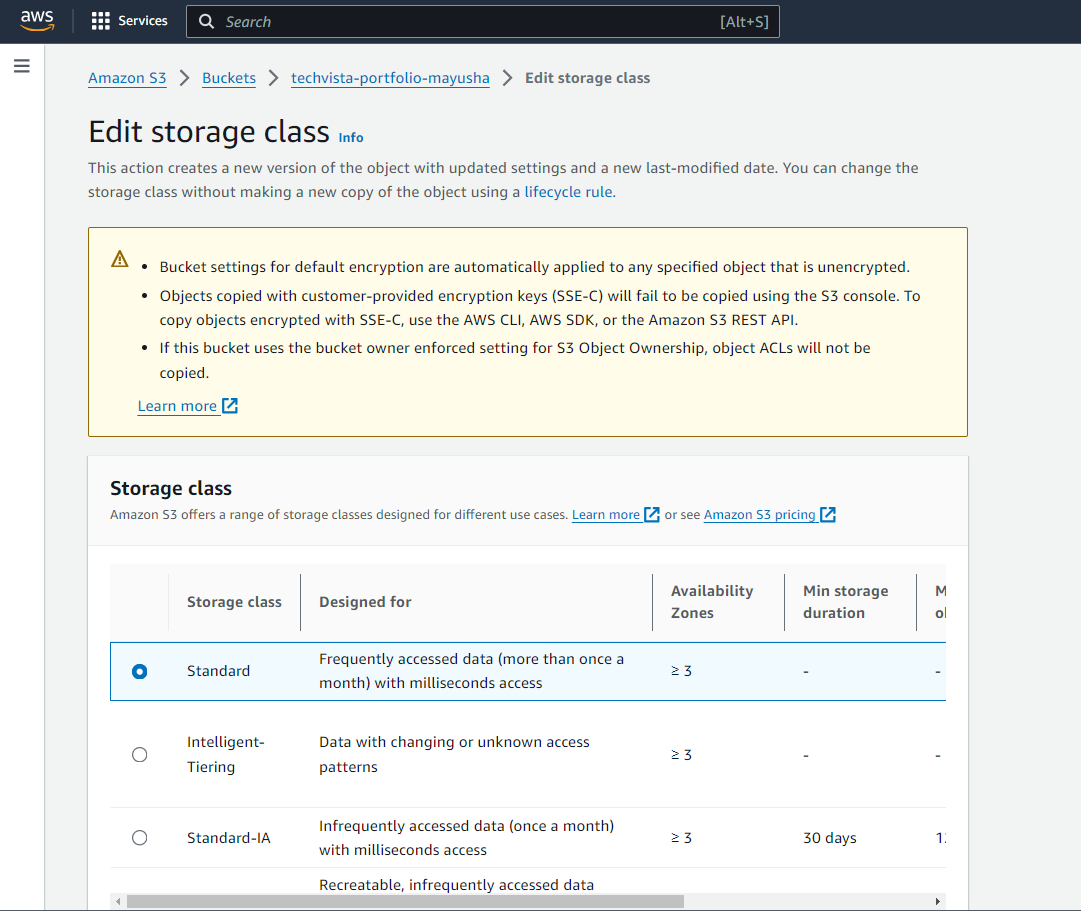 aws Services Search [Alt+S]
Amazon S3 > Buckets > techvista-portfolio-mayusha > Edit storage class
Edit storage class Info
This action creates a new version of the object with updated settings and a new last-modified date. You can change the
storage class without making a new copy of the object using a lifecycle rule.
• Bucket settings for default encryption are automatically applied to any specified object that is unencrypted.
• Objects copied with customer-provided encryption keys (SSE-C) will fail to be copied using the S3 console. To
copy objects encrypted with SSE-C, use the AWS CLI, AWS SDK, or the Amazon S3 REST API.
• If this bucket uses the bucket owner enforced setting for S3 Object Ownership, object ACLs will not be
copied.
Learn more
Storage class
Amazon S3 offers a range of storage classes designed for different use cases. Learn more or see Amazon S3 pricing
Storage class
Designed for
Availability
Zones
Min storage
duration
Standard
Frequently accessed data (more than once a
month) with milliseconds access
≥ 3
-
-
Intelligent-
Tiering
Data with changing or unknown access
patterns
≥ 3
-
-
Standard-IA
Infrequently accessed data (once a month)
with milliseconds access
≥ 3
30 days
Recreatable, infrequently accessed data